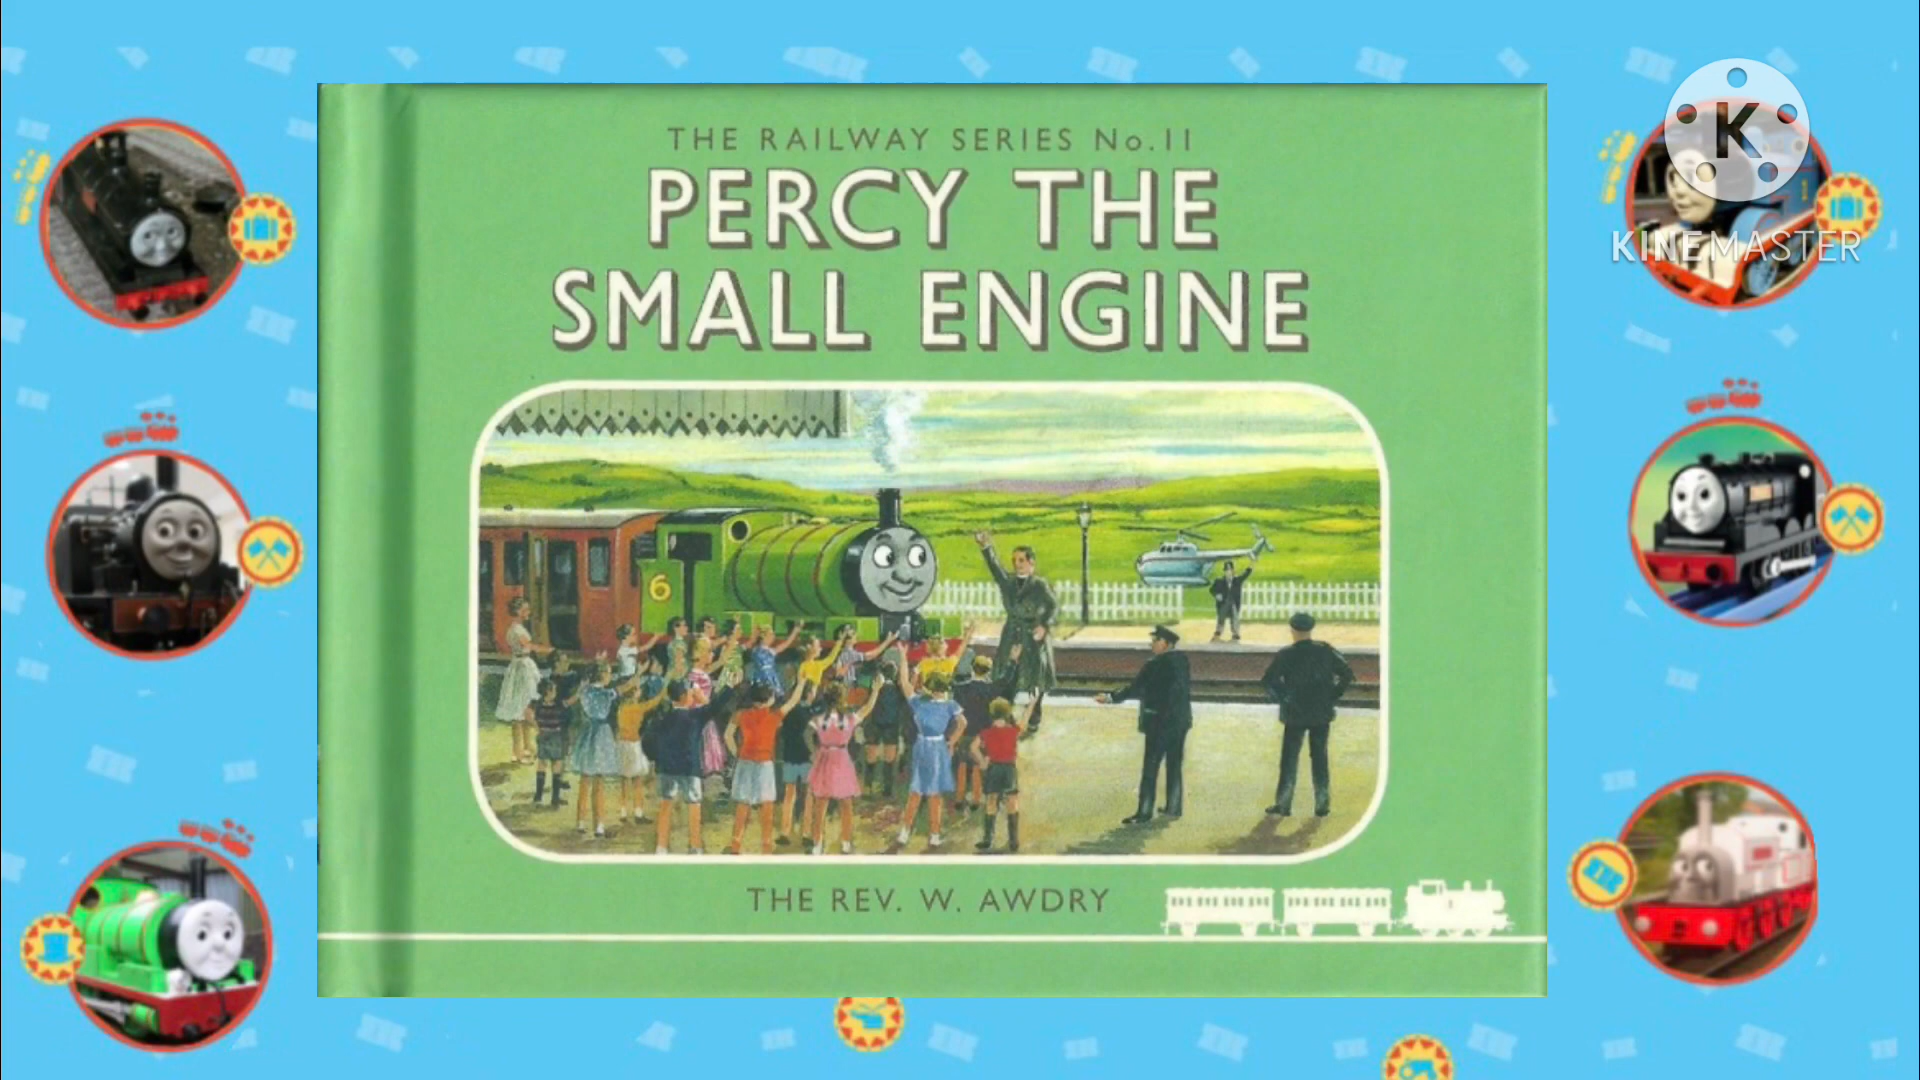 THE RAILWAY SERIES No.11
PERCY THE
SMALL ENGINE
6
THE REV. W. AWDRY
K
KINEMASTER